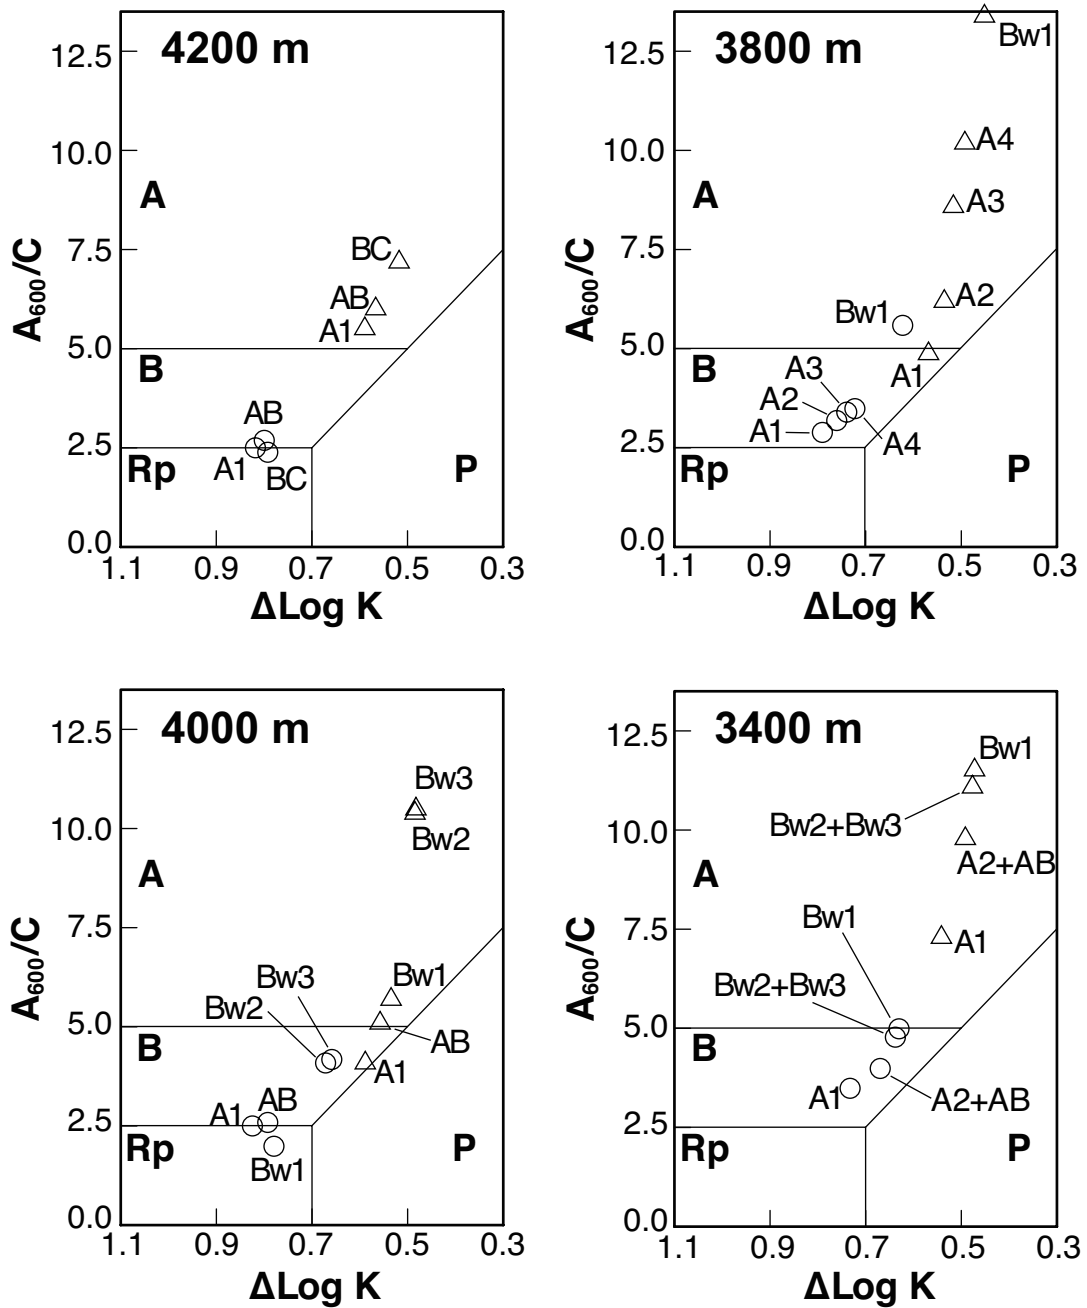 4200 m
12.5
10.0
7.5
5.0
2.5
0.0
A₆₀₀/C
A
BC
AB
A1
B
AB
A1
BC
Rp
P
1.1 0.9 0.7 0.5 0.3
ΔLog K
3800 m
12.5
10.0
7.5
5.0
2.5
0.0
A₆₀₀/C
Bw1
A4
A
A3
A2
Bw1
B
A3
A1
A2
A1
A4
Rp
P
1.1 0.9 0.7 0.5 0.3
ΔLog K
4000 m
12.5
10.0
7.5
5.0
2.5
0.0
A₆₀₀/C
Bw3
Bw2
A
Bw3
Bw1
Bw2
B
AB
A1
A1
AB
Rp
Bw1
P
1.1 0.9 0.7 0.5 0.3
ΔLog K
3400 m
12.5
10.0
7.5
5.0
2.5
0.0
A₆₀₀/C
Bw1
Bw2+Bw3
A2+AB
A
Bw1
A1
Bw2+Bw3
B
A1
A2+AB
Rp
P
1.1 0.9 0.7 0.5 0.3
ΔLog K